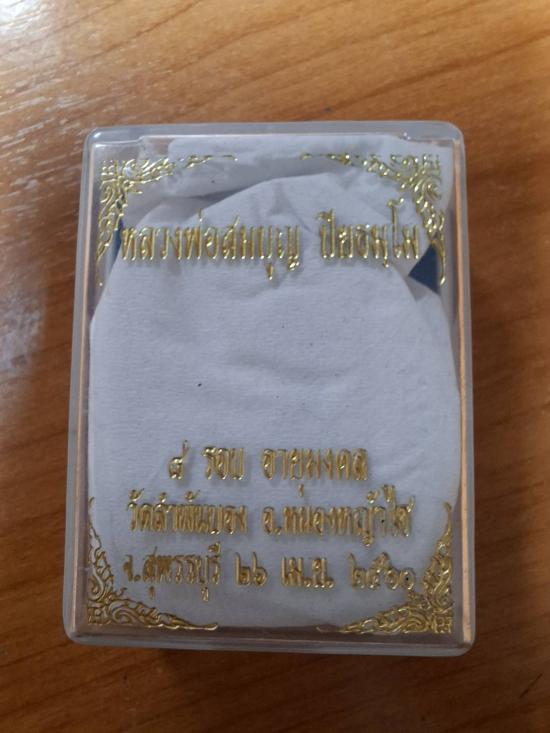 หลวงพ่อสมบุญ ปิยธมฺโม
๘ รอบ อายุมงคล
วัดลำพันบอง อ.หนองหญ้าไซ
จ.สุพรรณบุรี ๒๖ เม.ย. ๒๕๖๐